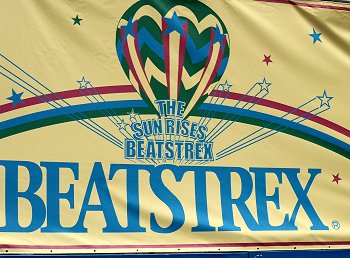 THE
SUN RISES
BEATSTREX
BEATSTREX ®